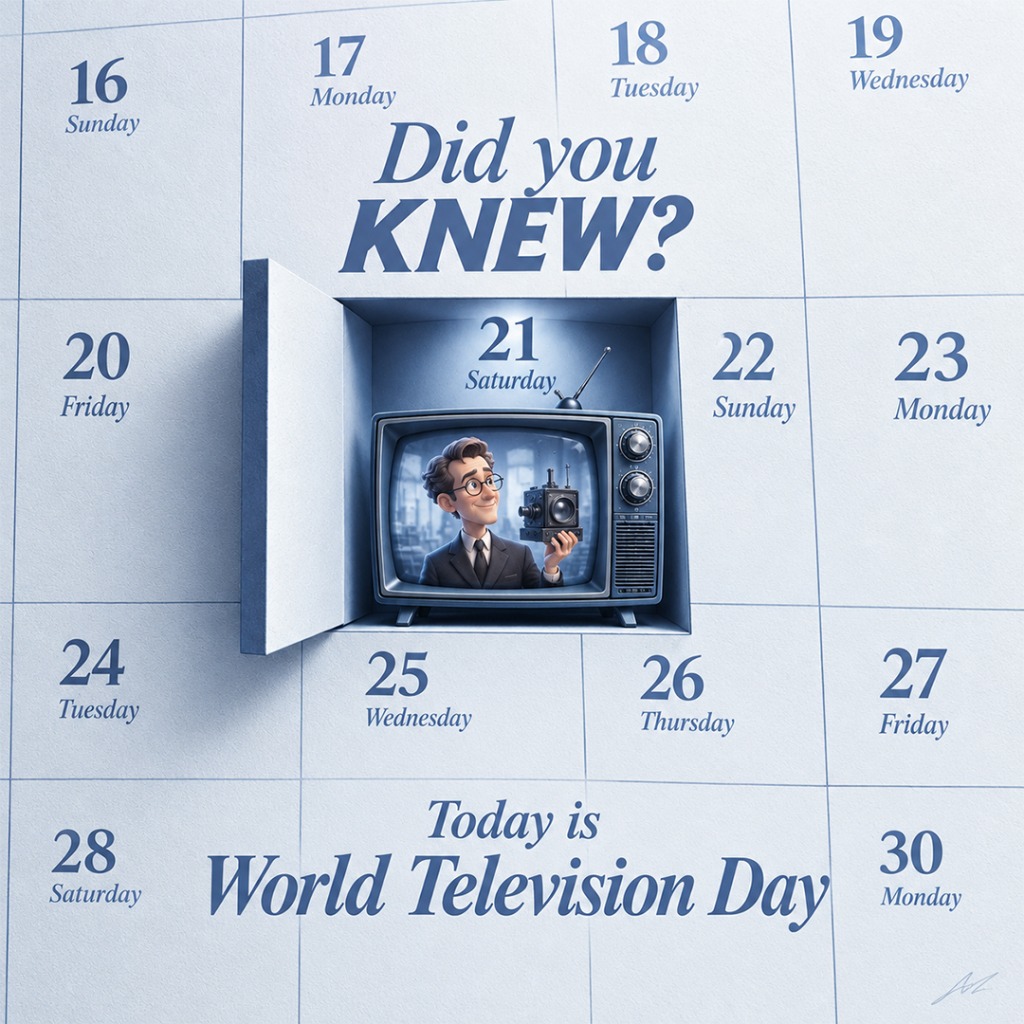 16
Sunday
17
Monday
18
Tuesday
19
Wednesday
Did you
KNEW?
20
Friday
21
Saturday
22
Sunday
23
Monday
24
Tuesday
25
Wednesday
26
Thursday
27
Friday
28
Saturday
Today is
World Television Day
30
Monday